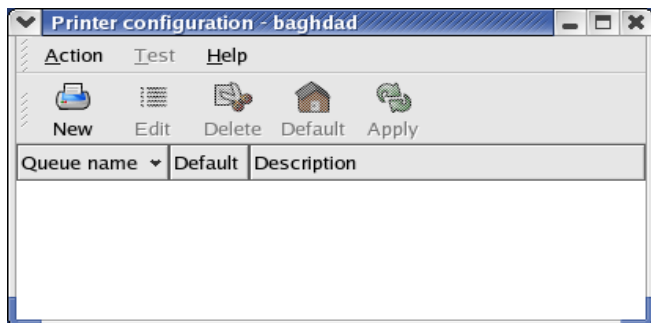 Printer configuration - baghdad
Action Test Help
New Edit Delete Default Apply
Queue name Default Description